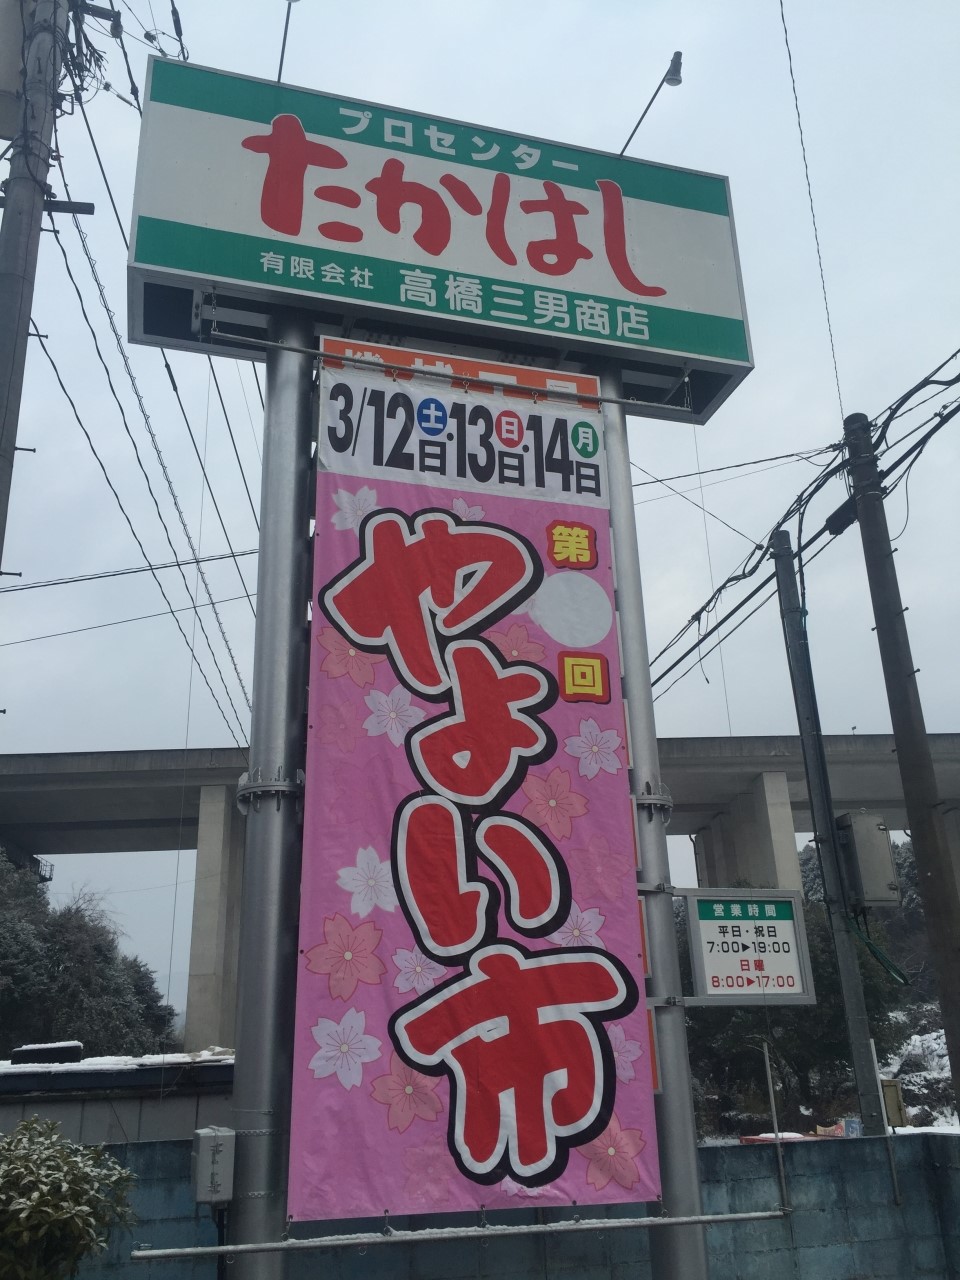 プロセンター
たかはし
有限会社 高橋三男商店
3/12土日・13日日・14月日
第 回
やよい市
営業時間
平日・祝日
7:00▶19:00
日曜
8:00▶17:00